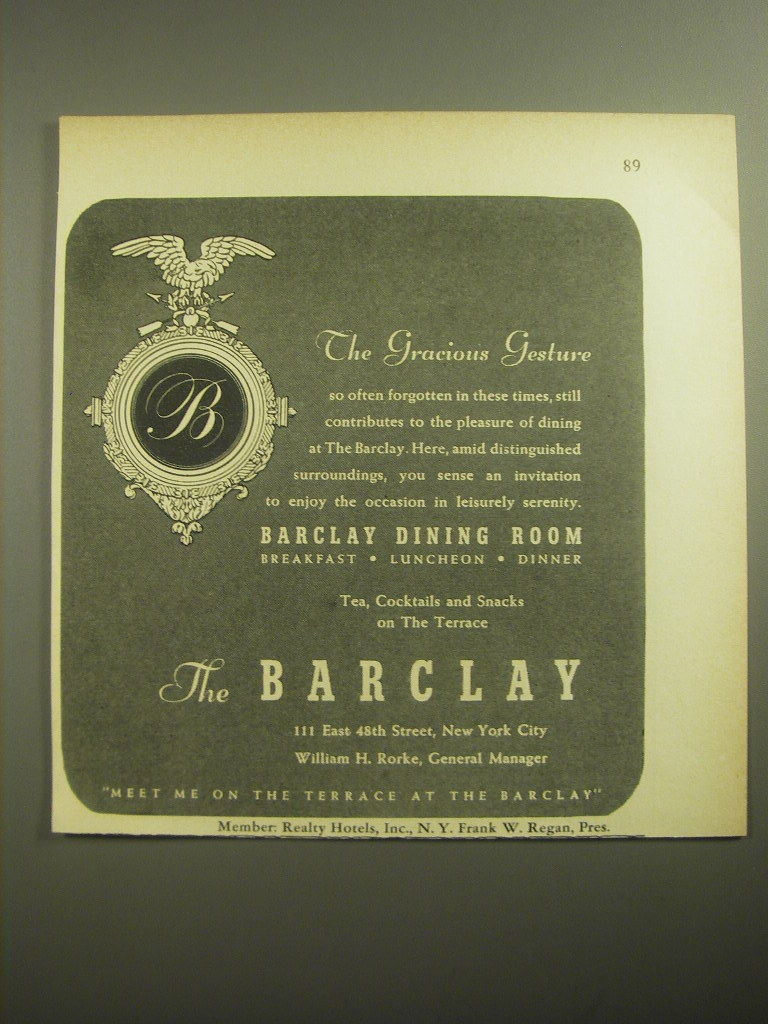 89
The Gracious Gesture
so often forgotten in these times, still
contributes to the pleasure of dining
at The Barclay. Here, amid distinguished
surroundings, you sense an invitation
to enjoy the occasion in leisurely serenity.
B
BARCLAY DINING ROOM
BREAKFAST • LUNCHEON • DINNER
Tea, Cocktails and Snacks
on The Terrace
The BARCLAY
111 East 48th Street, New York City
William H. Rorke, General Manager
"MEET ME ON THE TERRACE AT THE BARCLAY"
Member: Realty Hotels, Inc., N. Y. Frank W. Regan, Pres.